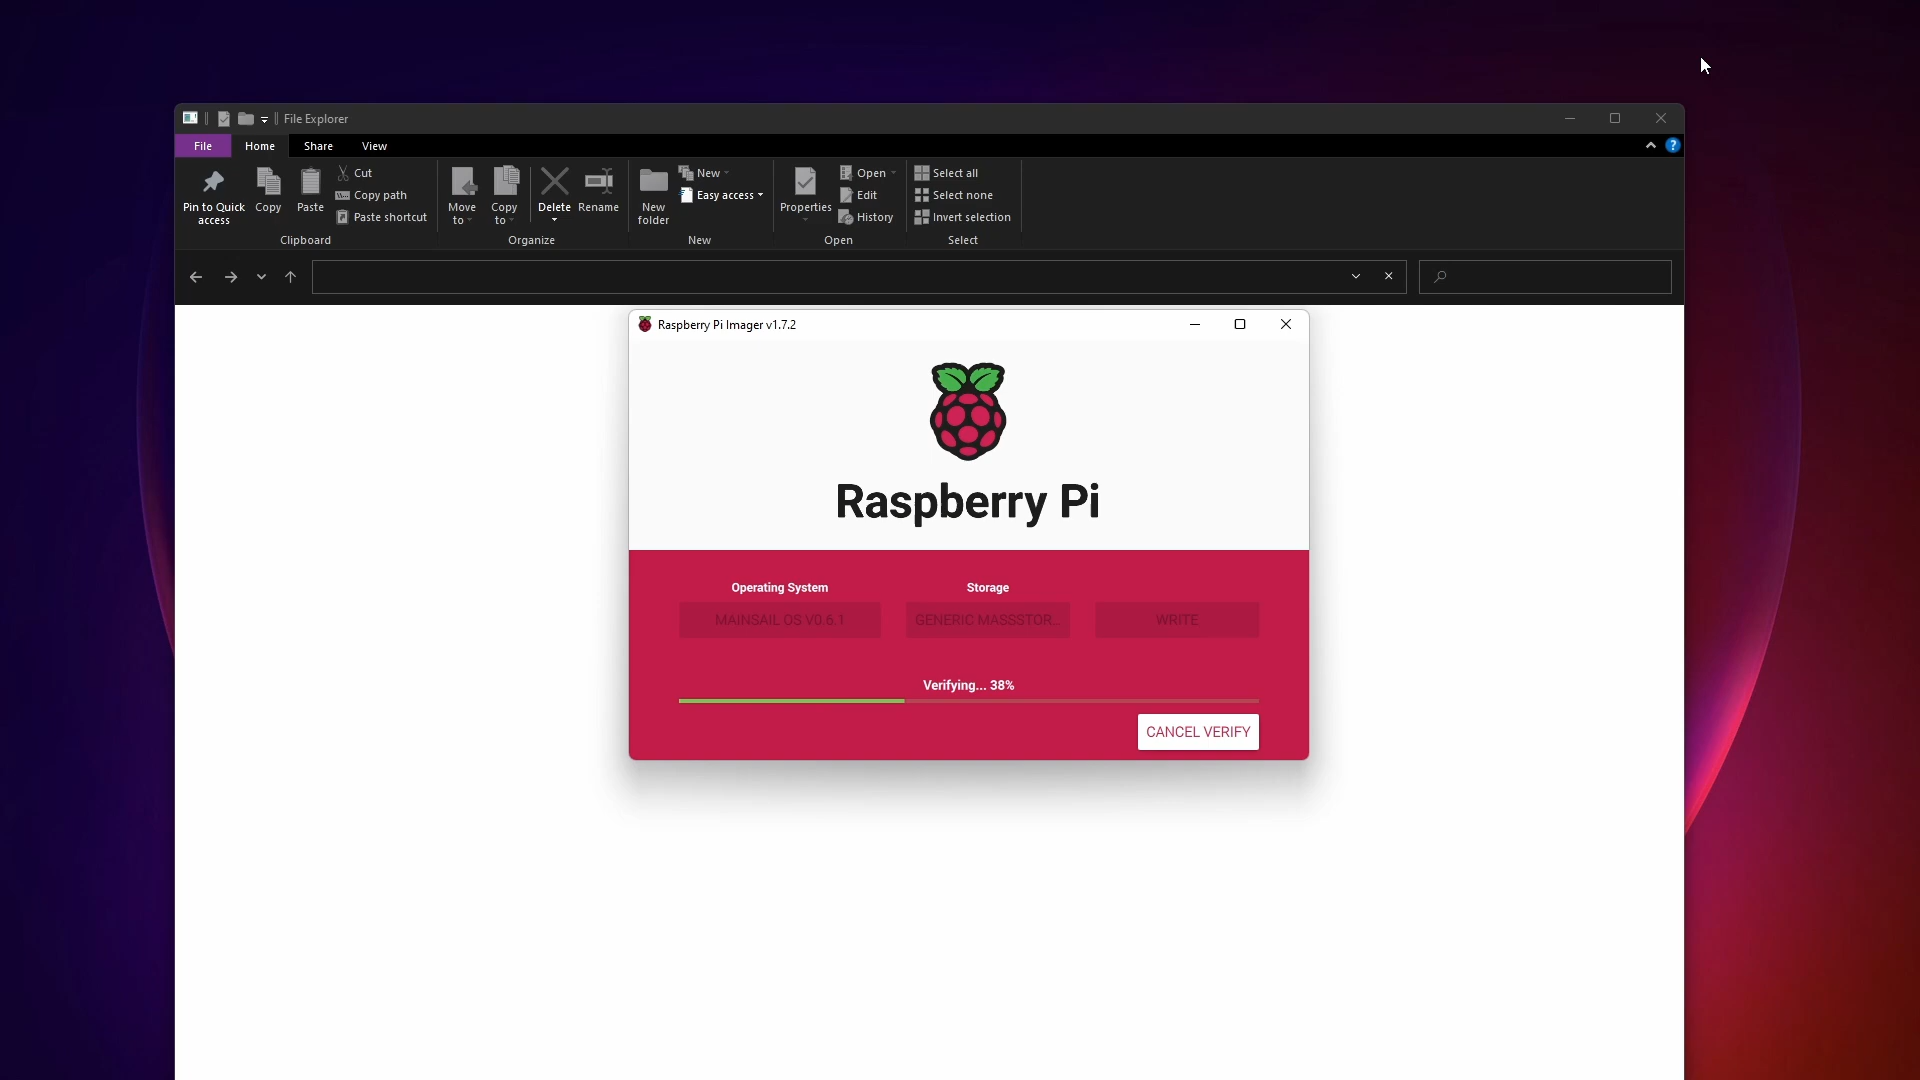 File Explorer
File Home Share View
?
Pin to Quick access
Copy
Paste
Cut
Copy path
Paste shortcut
Clipboard
Move to
Copy to
Delete
Rename
Organize
New folder
New
Easy access
New
Properties
Open
Edit
History
Open
Select all
Select none
Invert selection
Select
Raspberry Pi Imager v1.7.2
Raspberry Pi
Operating System
Storage
MAINSAIL OS V0.6.1
GENERIC MASSSTOR...
WRITE
Verifying... 38%
CANCEL VERIFY